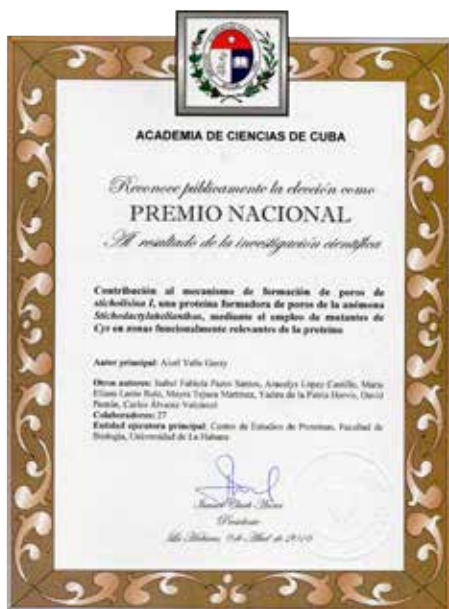 ACADEMIA DE CIENCIAS DE CUBA
Reconoce públicamente la elección como
PREMIO NACIONAL
Al resultado de la investigación científica
Contribución al mecanismo de formación de poros de
sticholisina I, una proteína formadora de poros de la anémona
Stichodactylahelianthus, mediante el empleo de mutantes de
Cys en zonas funcionalmente relevantes de la proteína
Autor principal: Valle Garay
Otros autores: Isabel Fabiola Pazos Santos, López Castillo, María
Eliana Lanio Ruiz, Mayra Tejuca Martínez, Yadira de la Patria Hervis, David
Carlos Álvarez Valcárcel
Colaboradores: 27
Entidad ejecutora principal: Centro de Estudios de Proteínas, Facultad de
Biología, Universidad de La Habana
Presidente
La Habana, de Abril de